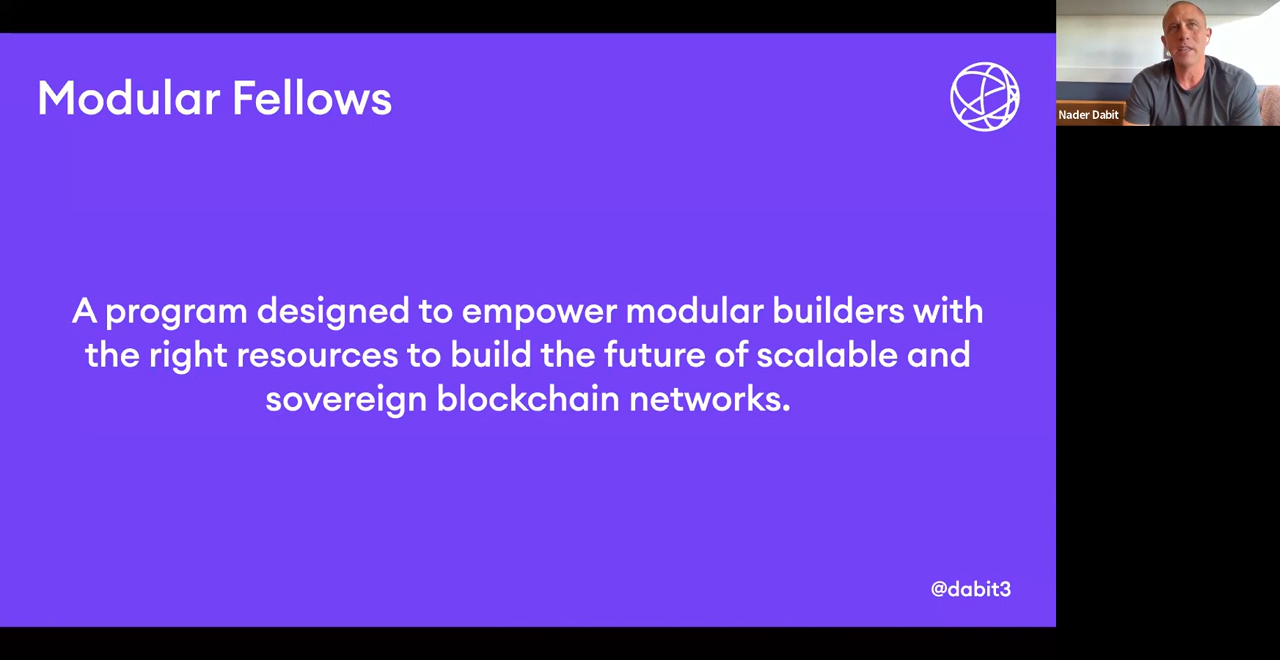 Modular Fellows
A program designed to empower modular builders with
the right resources to build the future of scalable and
sovereign blockchain networks.
@dabit3
Nader Dabit